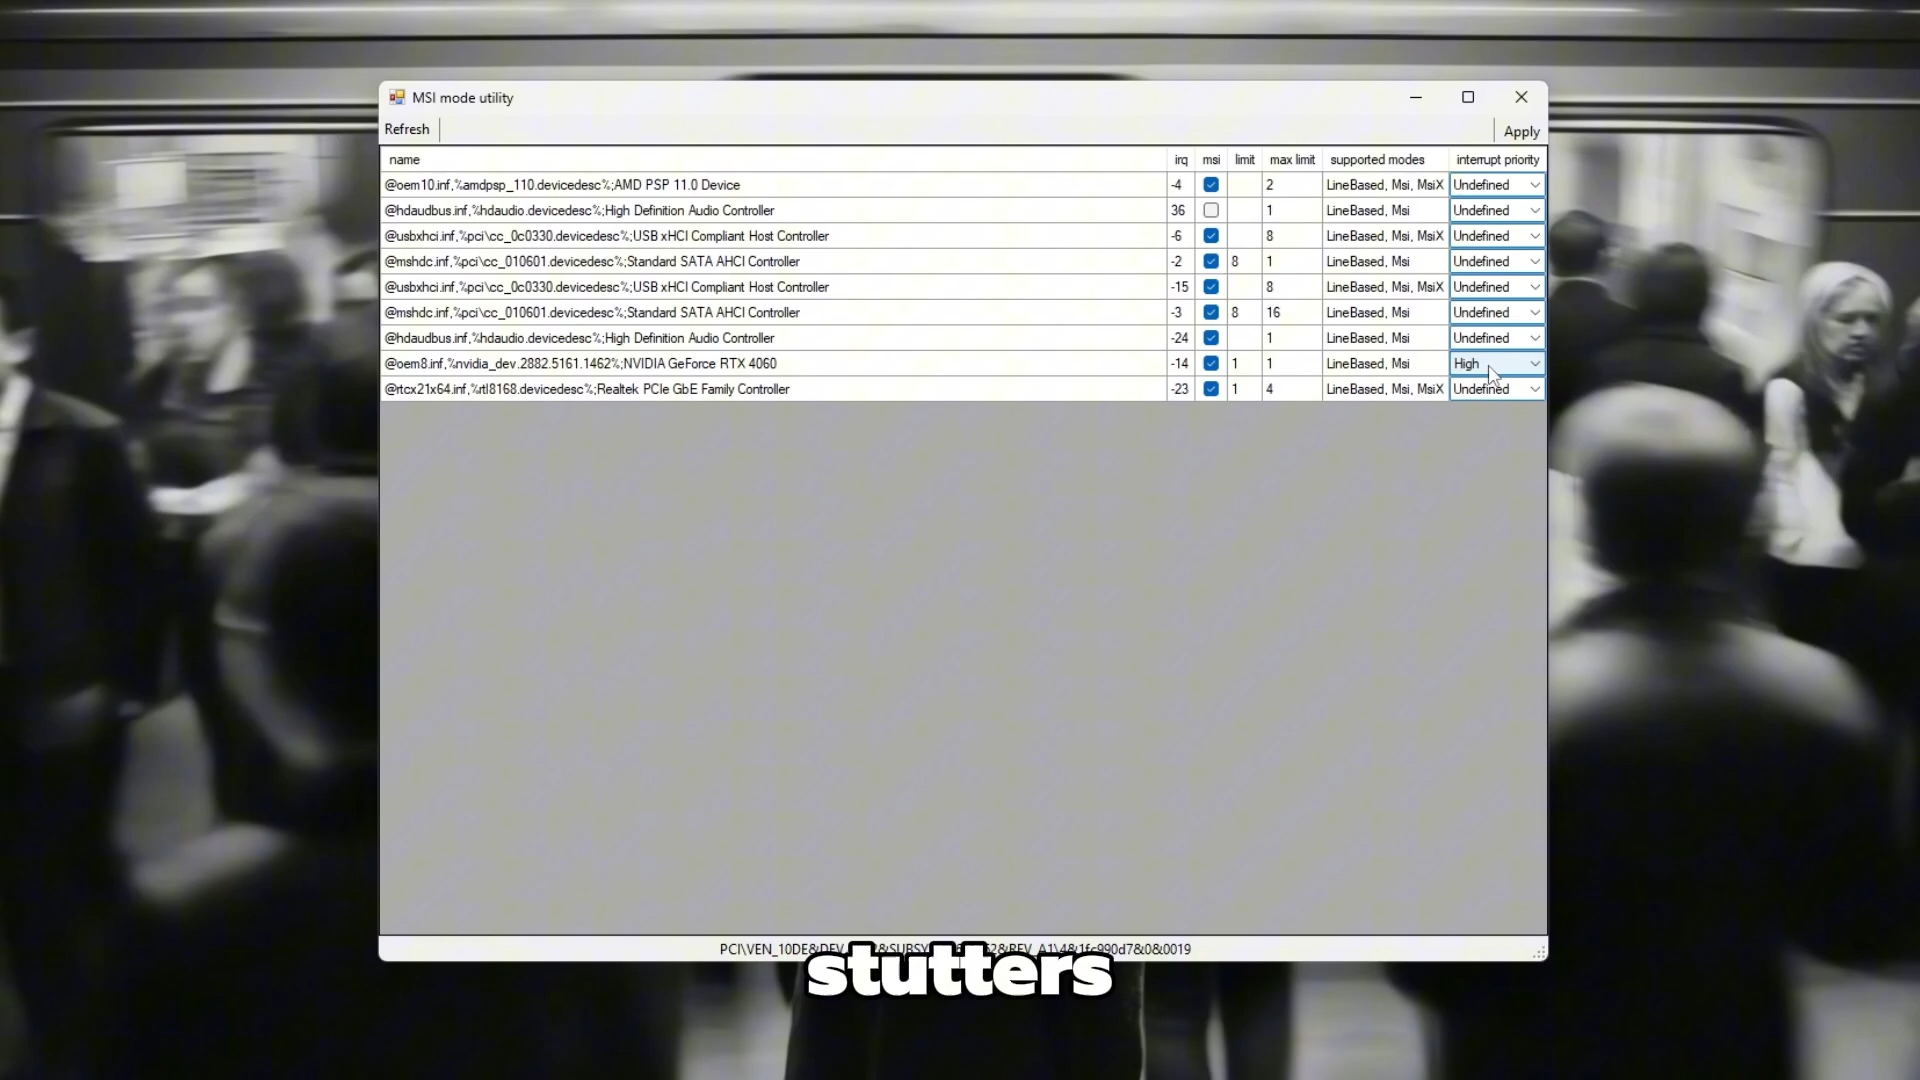 MSI mode utility
Refresh
Apply
name irq msi limit max limit supported modes interrupt priority
@oem10.inf,%amdpsp_110.devicedesc%;AMD PSP 11.0 Device -4 2 LineBased, Msi, MsiX Undefined
@hdaudbus.inf,%hdaudio.devicedesc%;High Definition Audio Controller 36 1 LineBased, Msi Undefined
@usbxhci.inf,%pci\cc_0c0330.devicedesc%;USB xHCI Compliant Host Controller -6 8 LineBased, Msi, MsiX Undefined
@mshdc.inf,%pci\cc_010601.devicedesc%;Standard SATA AHCI Controller -2 8 1 LineBased, Msi Undefined
@usbxhci.inf,%pci\cc_0c0330.devicedesc%;USB xHCI Compliant Host Controller -15 8 LineBased, Msi, MsiX Undefined
@mshdc.inf,%pci\cc_010601.devicedesc%;Standard SATA AHCI Controller -3 8 16 LineBased, Msi Undefined
@hdaudbus.inf,%hdaudio.devicedesc%;High Definition Audio Controller -24 1 LineBased, Msi Undefined
@oem8.inf,%nvidia_dev.2882.5161.1462%;NVIDIA GeForce RTX 4060 -14 1 1 LineBased, Msi High
@rtcx21x64.inf,%rtl8168.devicedesc%;Realtek PCIe GbE Family Controller -23 1 4 LineBased, Msi, MsiX Undefined
PCI\VEN_10DE&DEV
stutters